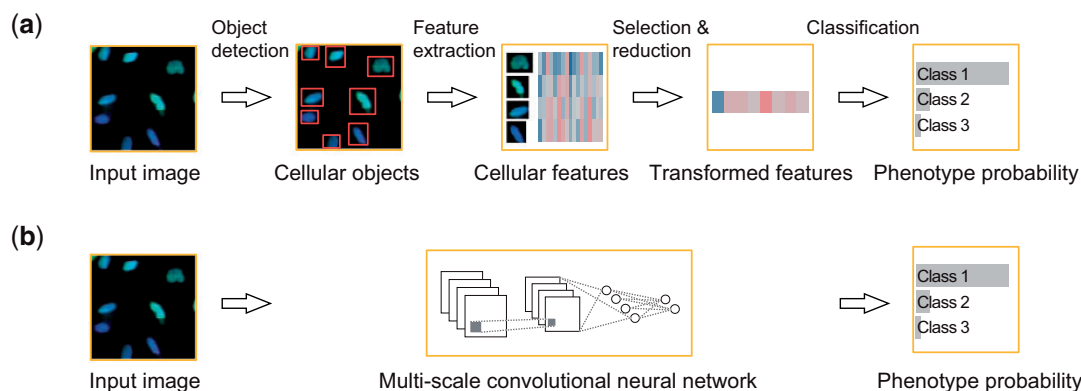 (a)
Object
detection
Feature
extraction
Selection &
reduction
Classification
Class 1
Class 2
Class 3
Input image
Cellular objects
Cellular features
Transformed features
Phenotype probability
(b)
Class 1
Class 2
Class 3
Input image
Multi-scale convolutional neural network
Phenotype probability